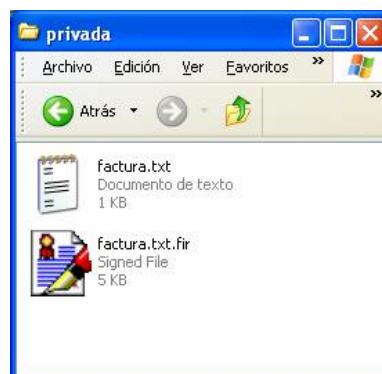 privada
Archivo Edición Ver Favoritos »
Atrás »
factura.txt
Documento de texto
1 KB
factura.txt.fir
Signed File
5 KB